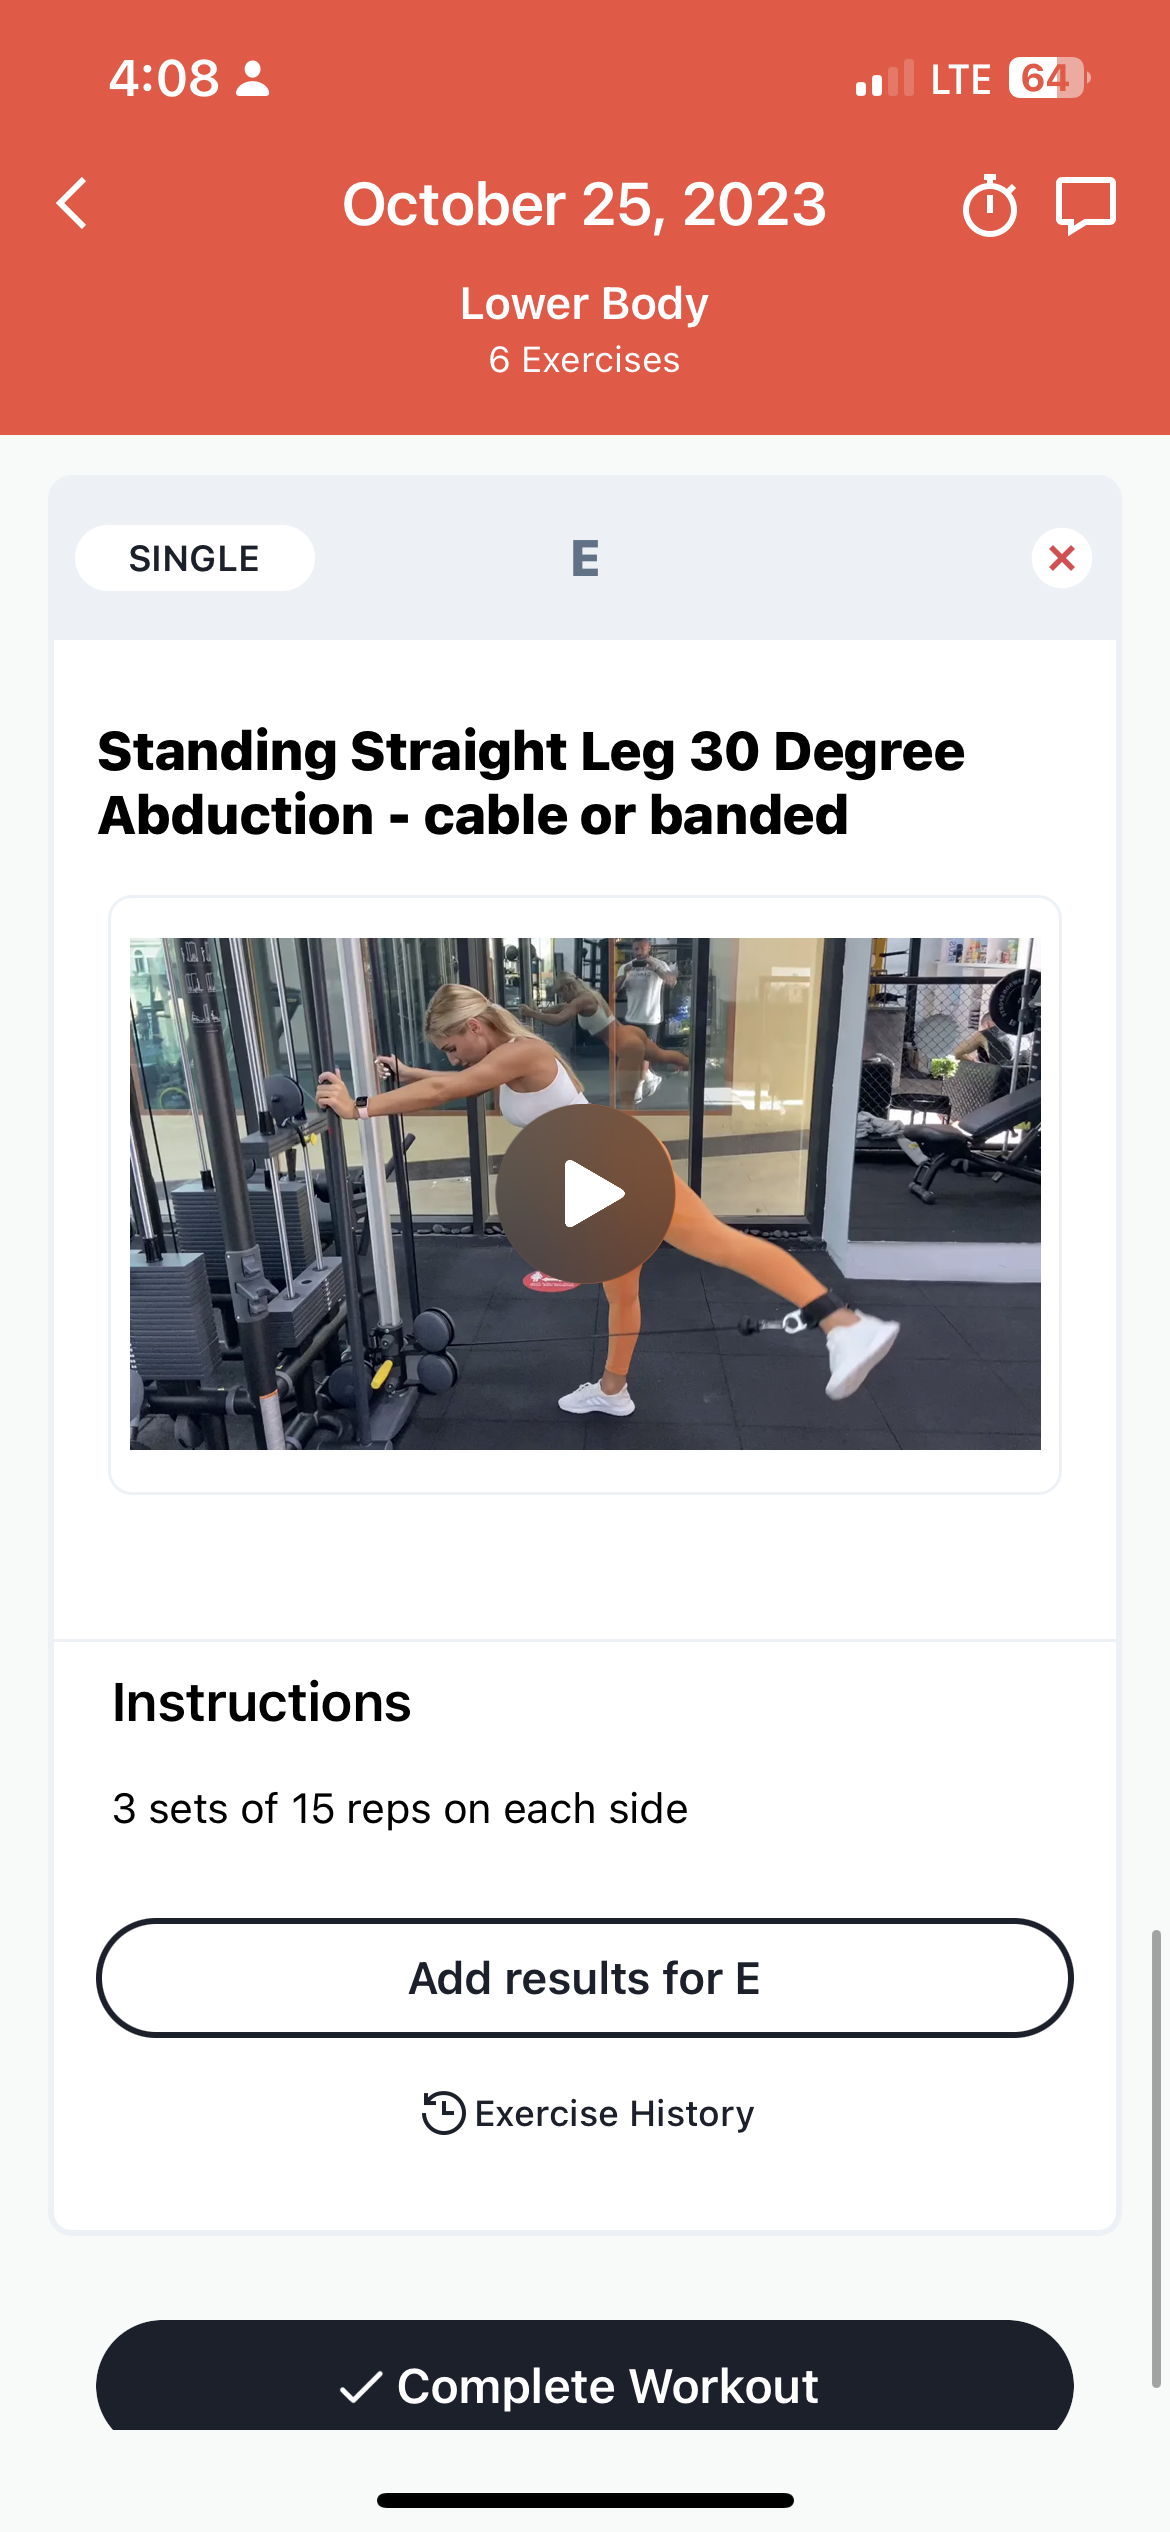 4:08
LTE 64
October 25, 2023
Lower Body
6 Exercises
SINGLE
E
Standing Straight Leg 30 Degree
Abduction - cable or banded
Instructions
3 sets of 15 reps on each side
Add results for E
Exercise History
Complete Workout